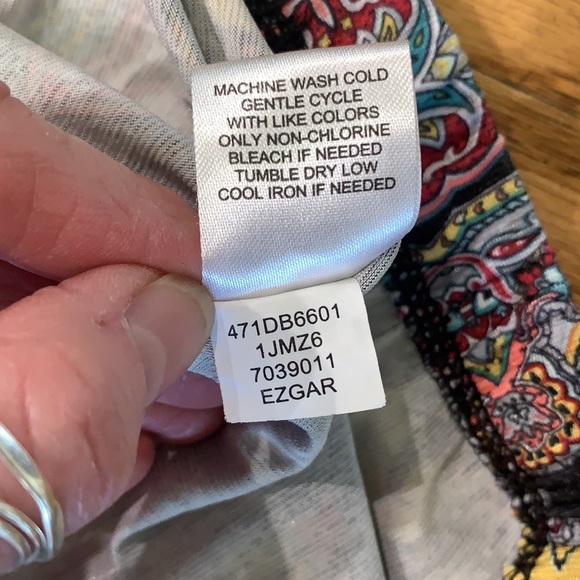 MACHINE WASH COLD
GENTLE CYCLE
WITH LIKE COLORS
ONLY NON-CHLORINE
BLEACH IF NEEDED
TUMBLE DRY LOW
COOL IRON IF NEEDED
471DB6601
1JMZ6
7039011
EZGAR